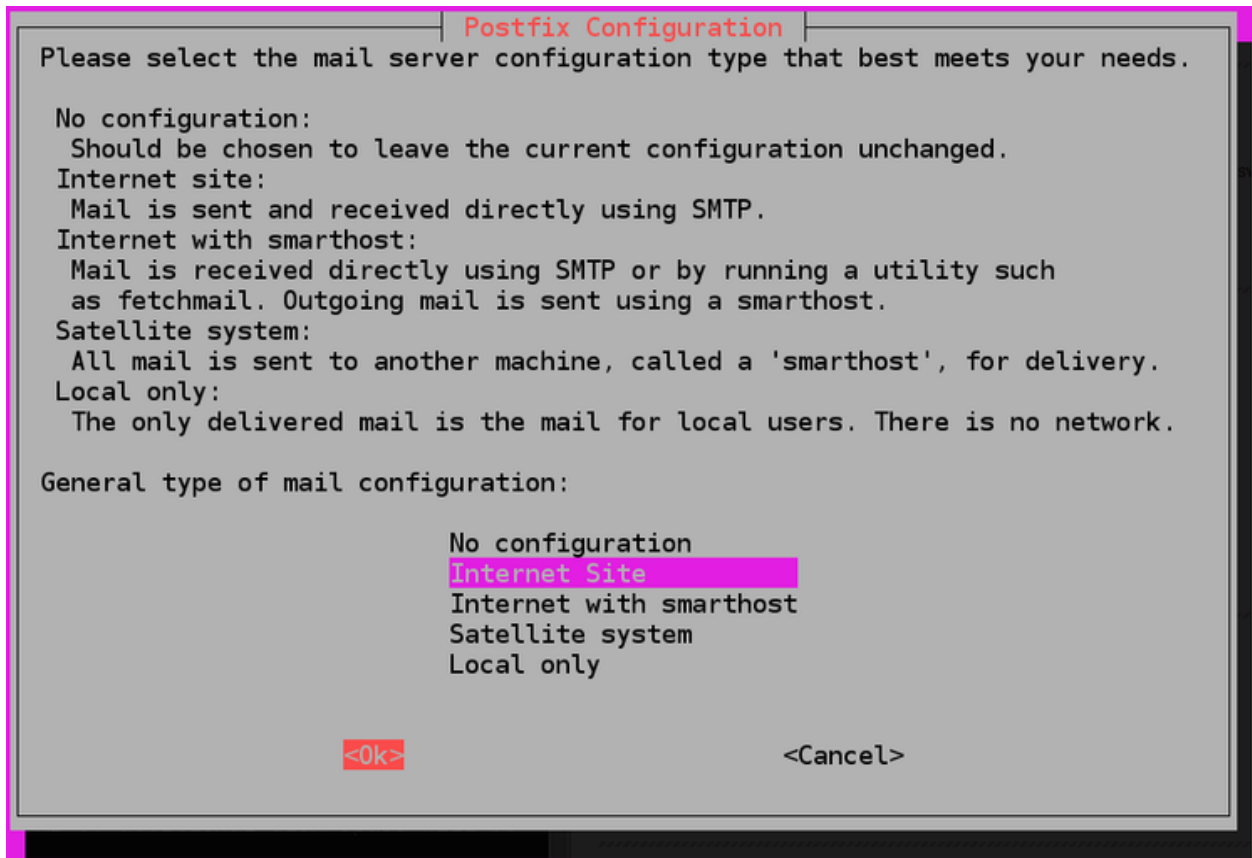 Postfix Configuration
Please select the mail server configuration type that best meets your needs.
No configuration:
Should be chosen to leave the current configuration unchanged.
Internet site:
Mail is sent and received directly using SMTP.
Internet with smarthost:
Mail is received directly using SMTP or by running a utility such
as fetchmail. Outgoing mail is sent using a smarthost.
Satellite system:
All mail is sent to another machine, called a 'smarthost', for delivery.
Local only:
The only delivered mail is the mail for local users. There is no network.
General type of mail configuration:
No configuration
Internet Site
Internet with smarthost
Satellite system
Local only
<Ok> <Cancel>